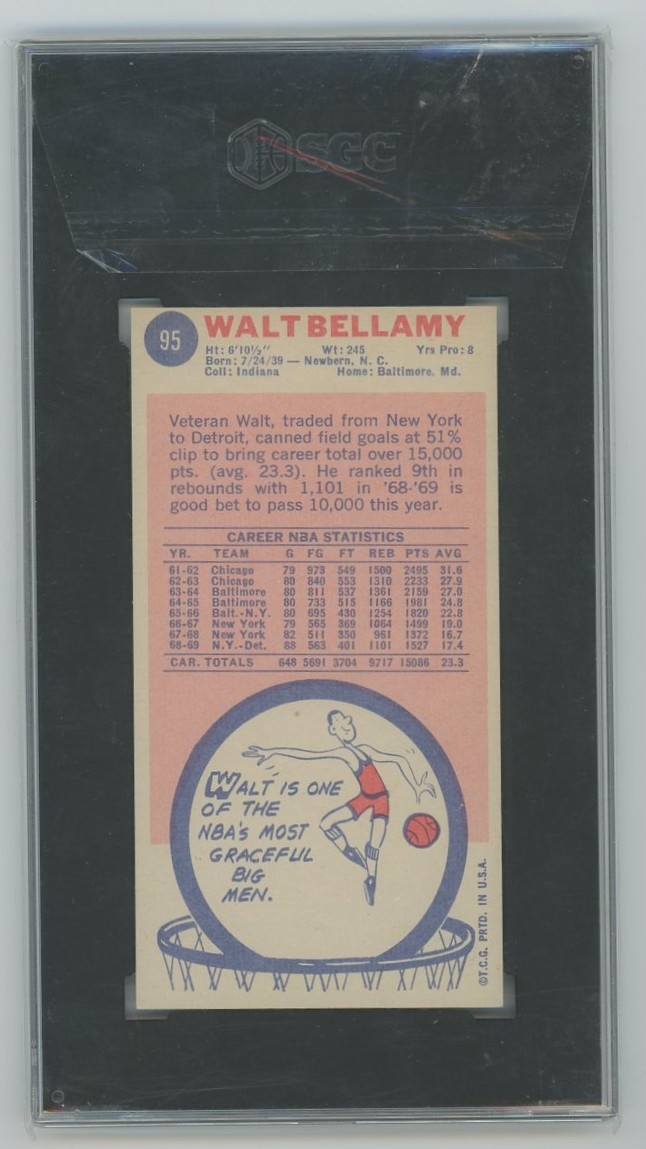 SGC
95
WALT BELLAMY
Ht: 6'10½" Wt: 245 Yrs Pro: 8
Born: 7/24/39 — Newbern, N. C.
Coll: Indiana Home: Baltimore, Md.
Veteran Walt, traded from New York
to Detroit, canned field goals at 51%
clip to bring career total over 15,000
pts. (avg. 23.3). He ranked 9th in
rebounds with 1,101 in '68-'69 is
good bet to pass 10,000 this year.
CAREER NBA STATISTICS
YR. TEAM G FG FT REB PTS AVG
61-62 Chicago 79 973 549 1500 2495 31.6
62-63 Chicago 80 840 553 1310 2233 27.9
63-64 Baltimore 80 811 537 1361 2159 27.0
64-65 Baltimore 80 733 515 1166 1981 24.8
65-66 Balt.-N.Y. 80 695 430 1254 1820 22.8
66-67 New York 79 565 369 1064 1499 19.0
67-68 New York 82 511 350 961 1372 16.7
68-69 N.Y.-Det. 88 563 401 1101 1527 17.4
CAR. TOTALS 648 5691 3704 9717 15086 23.3
WALT IS ONE
OF THE
NBA'S MOST
GRACEFUL
BIG
MEN.
©T.C.G. PRTD. IN U.S.A.